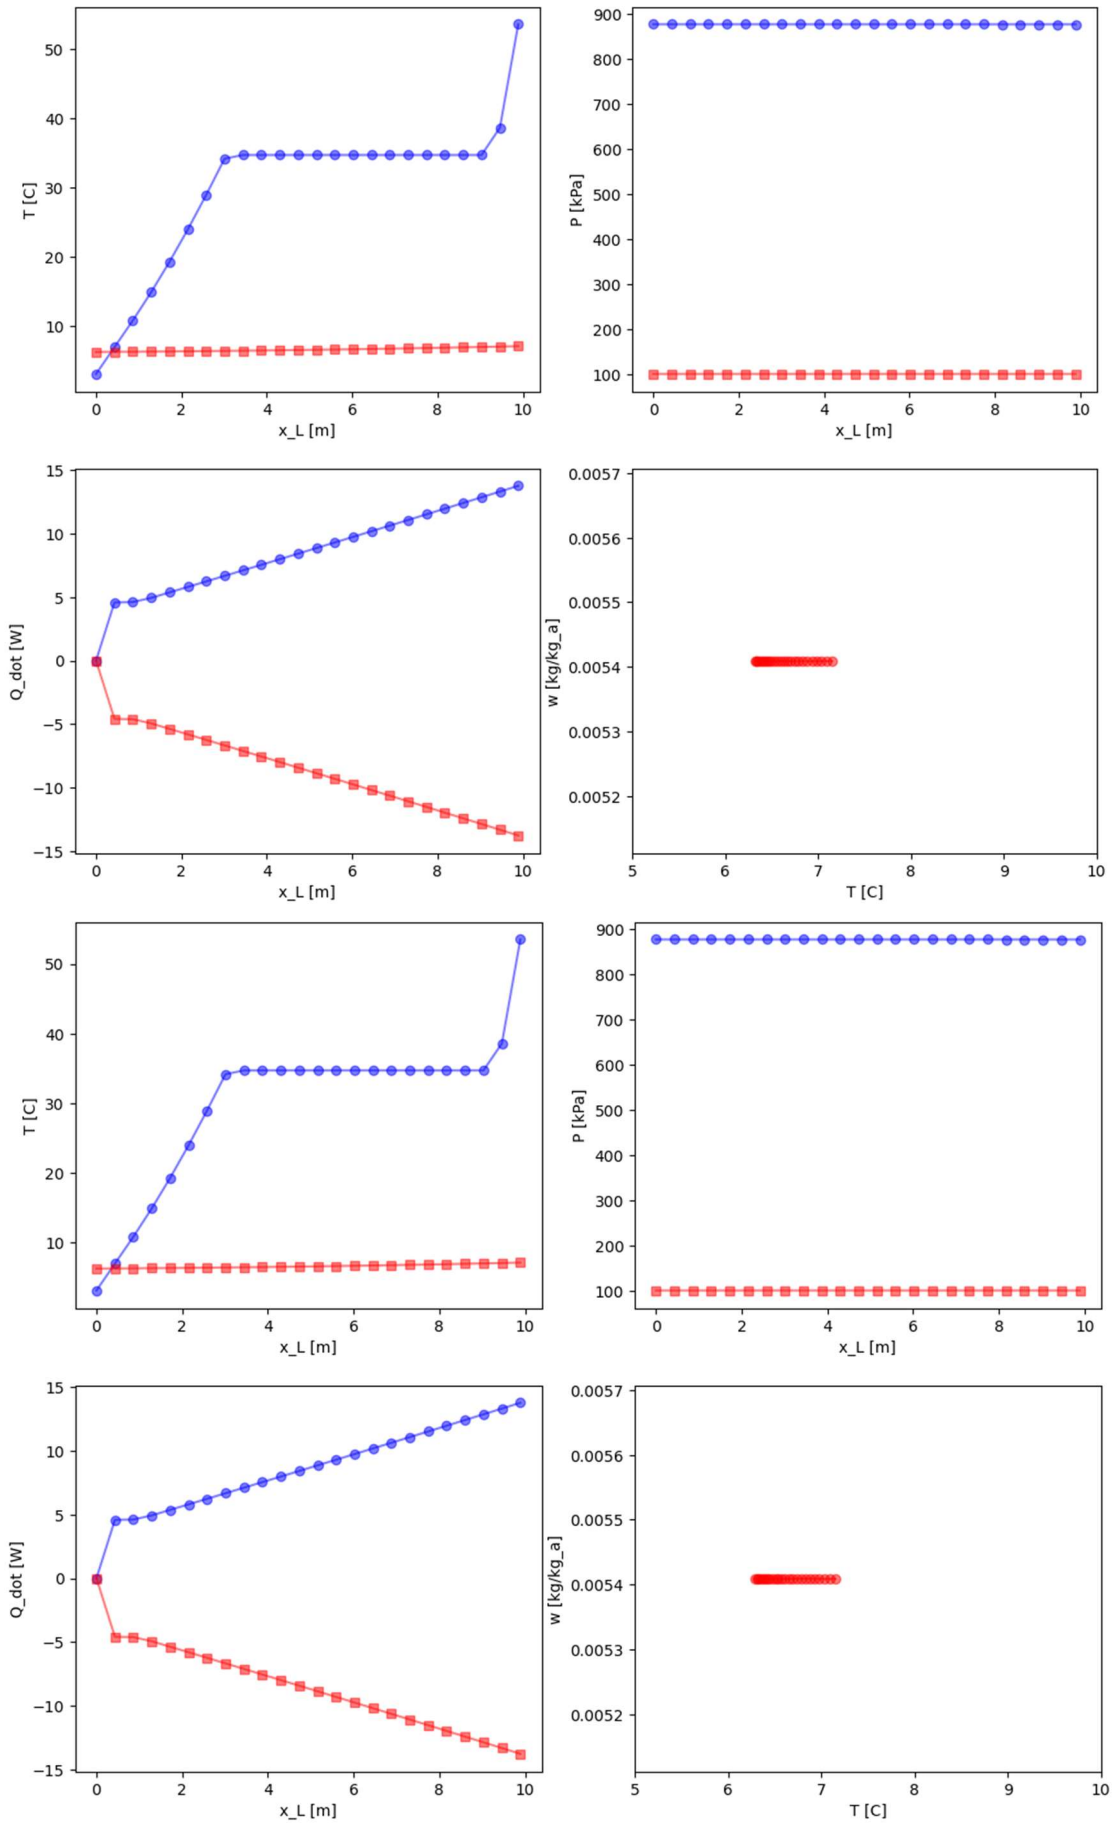 T [C]
50
40
30
20
10
0 2 4 6 8 10
x_L [m]
P [kPa]
900
800
700
600
500
400
300
200
100
0 2 4 6 8 10
x_L [m]
Q_dot [W]
15
10
5
0
−5
−10
−15
0 2 4 6 8 10
x_L [m]
w [kg/kg_a]
0.0057
0.0056
0.0055
0.0054
0.0053
0.0052
5 6 7 8 9 10
T [C]
T [C]
50
40
30
20
10
0 2 4 6 8 10
x_L [m]
P [kPa]
900
800
700
600
500
400
300
200
100
0 2 4 6 8 10
x_L [m]
Q_dot [W]
15
10
5
0
−5
−10
−15
0 2 4 6 8 10
x_L [m]
w [kg/kg_a]
0.0057
0.0056
0.0055
0.0054
0.0053
0.0052
5 6 7 8 9 10
T [C]